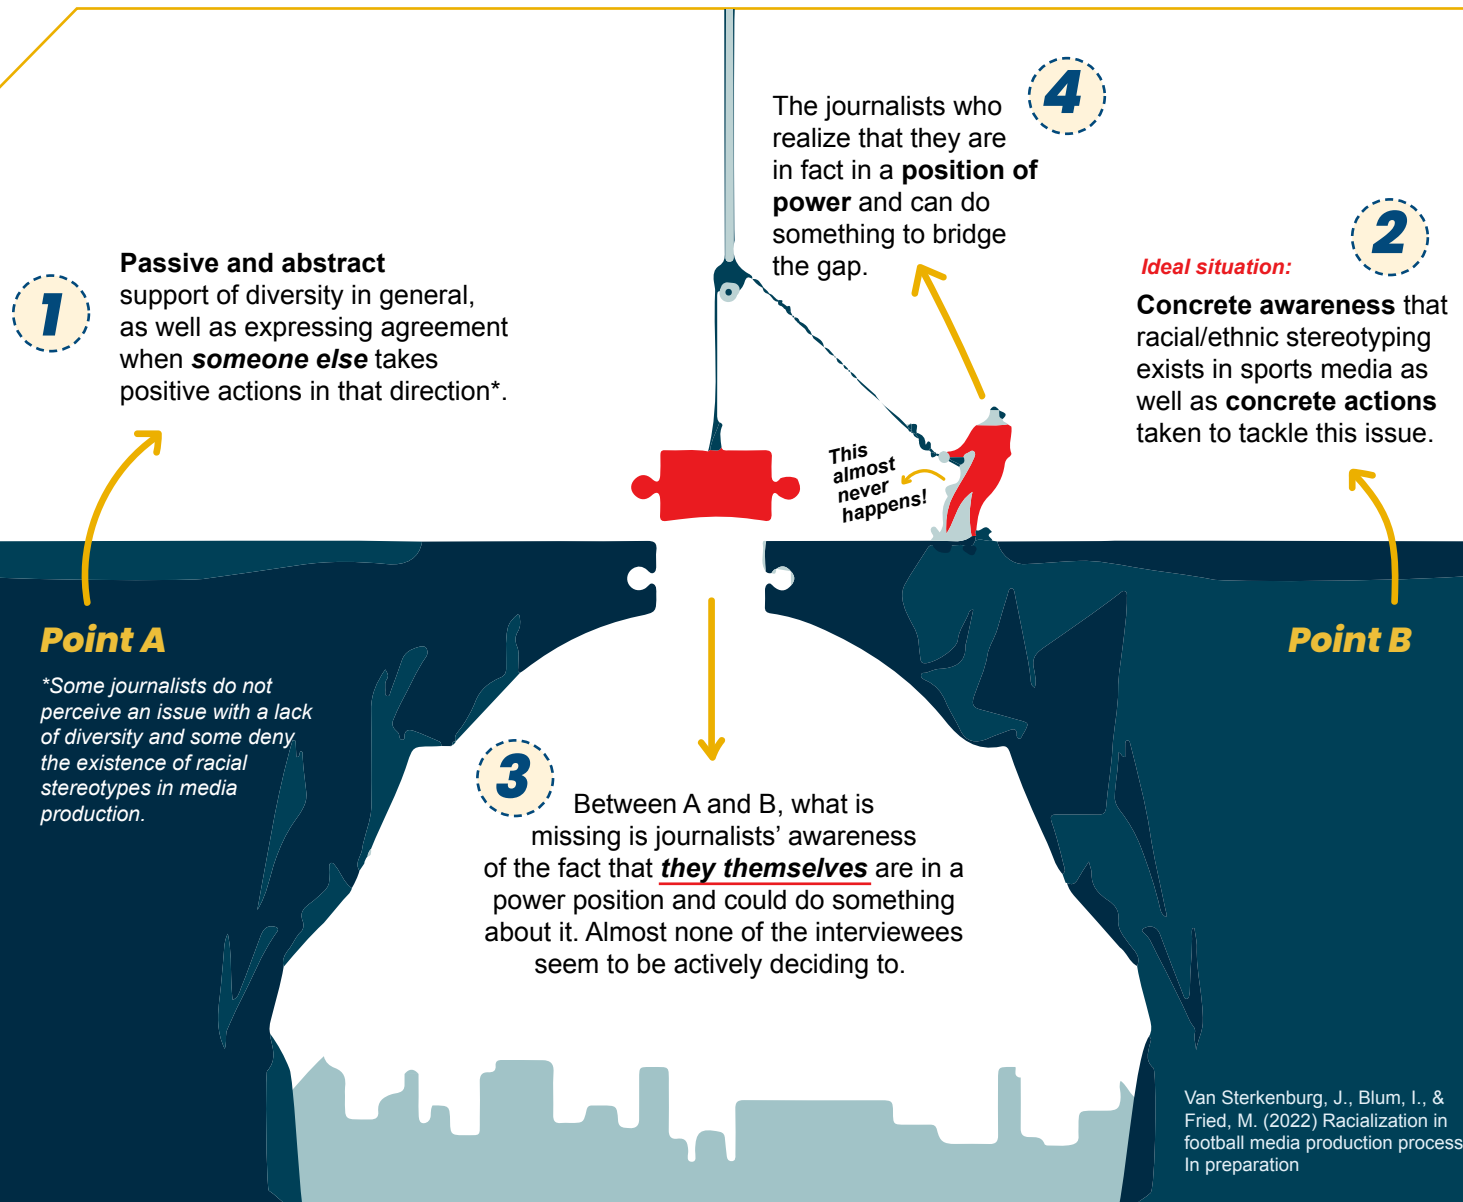 1
Passive and abstract
support of diversity in general,
as well as expressing agreement
when someone else takes
positive actions in that direction*.
Point A
*Some journalists do not
perceive an issue with a lack
of diversity and some deny
the existence of racial
stereotypes in media
production.
2
Ideal situation:
Concrete awareness that
racial/ethnic stereotyping
exists in sports media as
well as concrete actions
taken to tackle this issue.
Point B
3
Between A and B, what is
missing is journalists’ awareness
of the fact that they themselves are in a
power position and could do something
about it. Almost none of the interviewees
seem to be actively deciding to.
4
The journalists who
realize that they are
in fact in a position of
power and can do
something to bridge
the gap.
This
almost
never
happens!
Van Sterkenburg, J., Blum, I., &
Fried, M. (2022) Racialization in
football media production process
In preparation